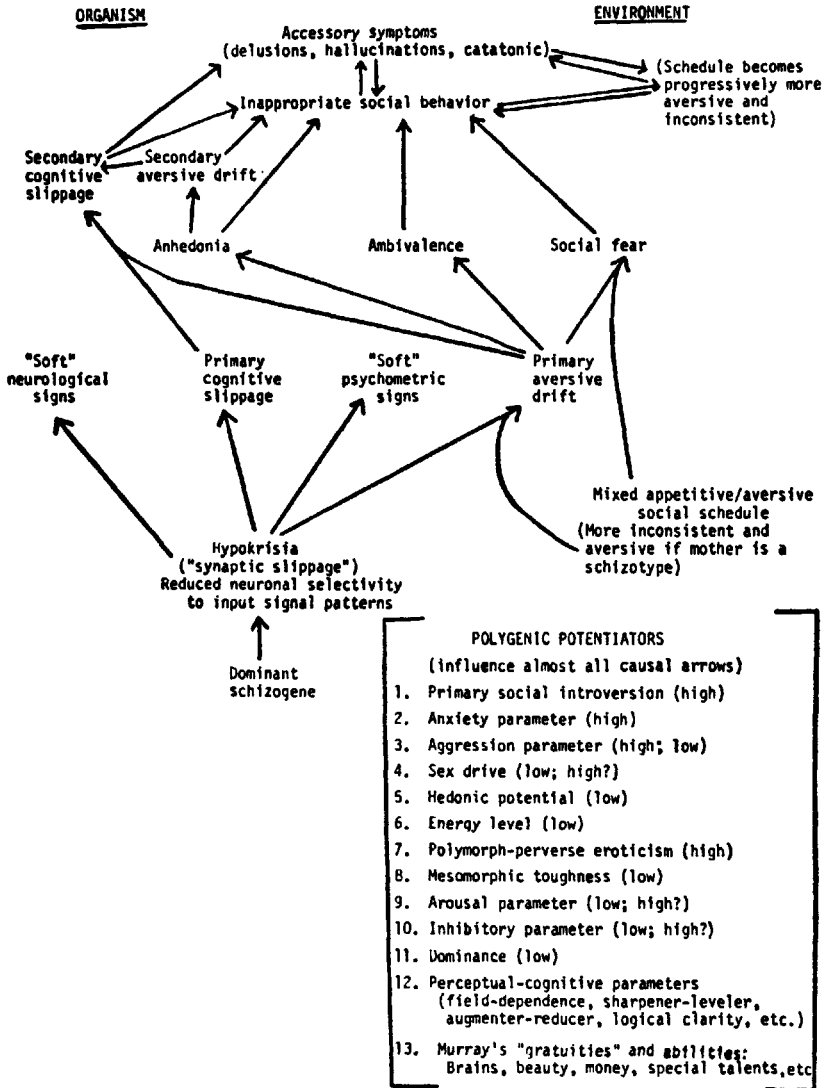 ORGANISM
ENVIRONMENT
Accessory symptoms
(delusions, hallucinations, catatonic)
(Schedule becomes
progressively more
aversive and
inconsistent)
Inappropriate social behavior
Secondary
cognitive
slippage
Secondary
aversive drift
Anhedonia
Ambivalence
Social fear
"Soft"
neurological
signs
Primary
cognitive
slippage
"Soft"
psychometric
signs
Primary
aversive
drift
Mixed appetitive/aversive
social schedule
(More inconsistent and
aversive if mother is a
schizotype)
Hypokrisia
("synaptic slippage")
Reduced neuronal selectivity
to input signal patterns
Dominant
schizogene
POLYGENIC POTENTIATORS
(influence almost all causal arrows)
1. Primary social introversion (high)
2. Anxiety parameter (high)
3. Aggression parameter (high; low)
4. Sex drive (low; high?)
5. Hedonic potential (low)
6. Energy level (low)
7. Polymorph-perverse eroticism (high)
8. Mesomorphic toughness (low)
9. Arousal parameter (low; high?)
10. Inhibitory parameter (low; high?)
11. Dominance (low)
12. Perceptual-cognitive parameters
(field-dependence, sharpener-leveler,
augmenter-reducer, logical clarity, etc.)
13. Murray's "gratuities" and abilities:
Brains, beauty, money, special talents,etc